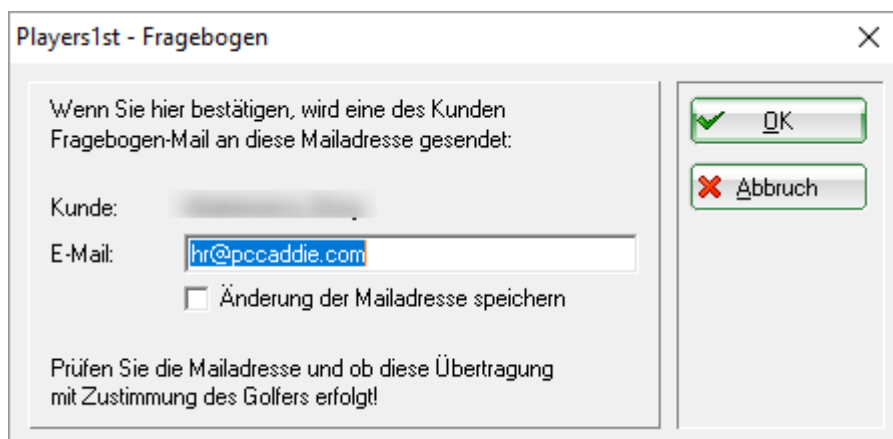 Players1st - Fragebogen
Wenn Sie hier bestätigen, wird eine des Kunden
Fragebogen-Mail an diese Mailadresse gesendet:
OK
Abbruch
Kunde:
E-Mail: hr@pccaddie.com
Änderung der Mailadresse speichern
Prüfen Sie die Mailadresse und ob diese Übertragung
mit Zustimmung des Golfers erfolgt!